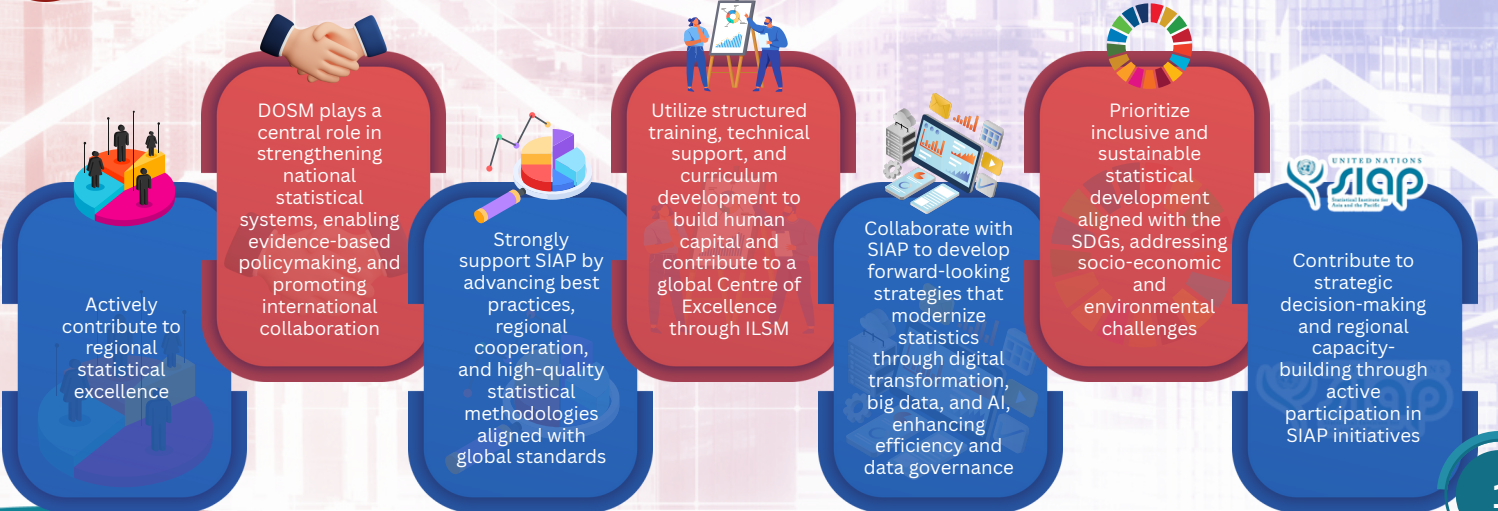 Actively
contribute to
regional
statistical
excellence
DOSM plays a
central role in
strengthening
national
statistical
systems, enabling
evidence-based
policymaking, and
promoting
international
collaboration
Strongly
support SIAP by
advancing best
practices,
regional
cooperation,
and high-quality
statistical
methodologies
aligned with
global standards
Utilize structured
training, technical
support, and
curriculum
development to
build human
capital and
contribute to a
global Centre of
Excellence
through ILSM
Collaborate with
SIAP to develop
forward-looking
strategies that
modernize
statistics
through digital
transformation,
big data, and AI,
enhancing
efficiency and
data governance
Prioritize
inclusive and
sustainable
statistical
development
aligned with the
SDGs, addressing
socio-economic
and
environmental
challenges
UNITED NATIONS
siap
Statistical Institute for
Asia and the Pacific
Contribute to
strategic
decision-making
and regional
capacity-
building through
active
participation in
SIAP initiatives